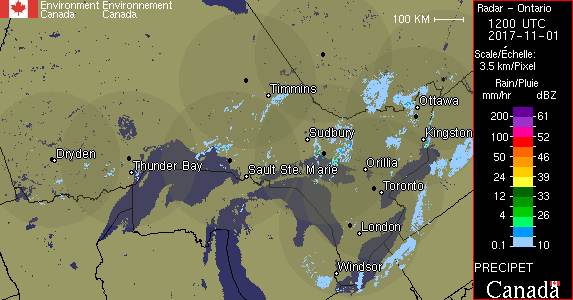 Environment Environnement
Canada Canada
100 KM
Radar - Ontario
1200 UTC
2017-11-01
Scale/Échelle:
3.5 km/Pixel
Rain/Pluie
mm/hr dBZ
200 61
100 52
50 46
24 39
12 33
4 26
1 20
0.1 10
PRECIPET
Canada
Timmins
Ottawa
Sudbury
Kingston
Dryden
Thunder Bay
Sault Ste. Marie
Orillia
Toronto
London
Windsor